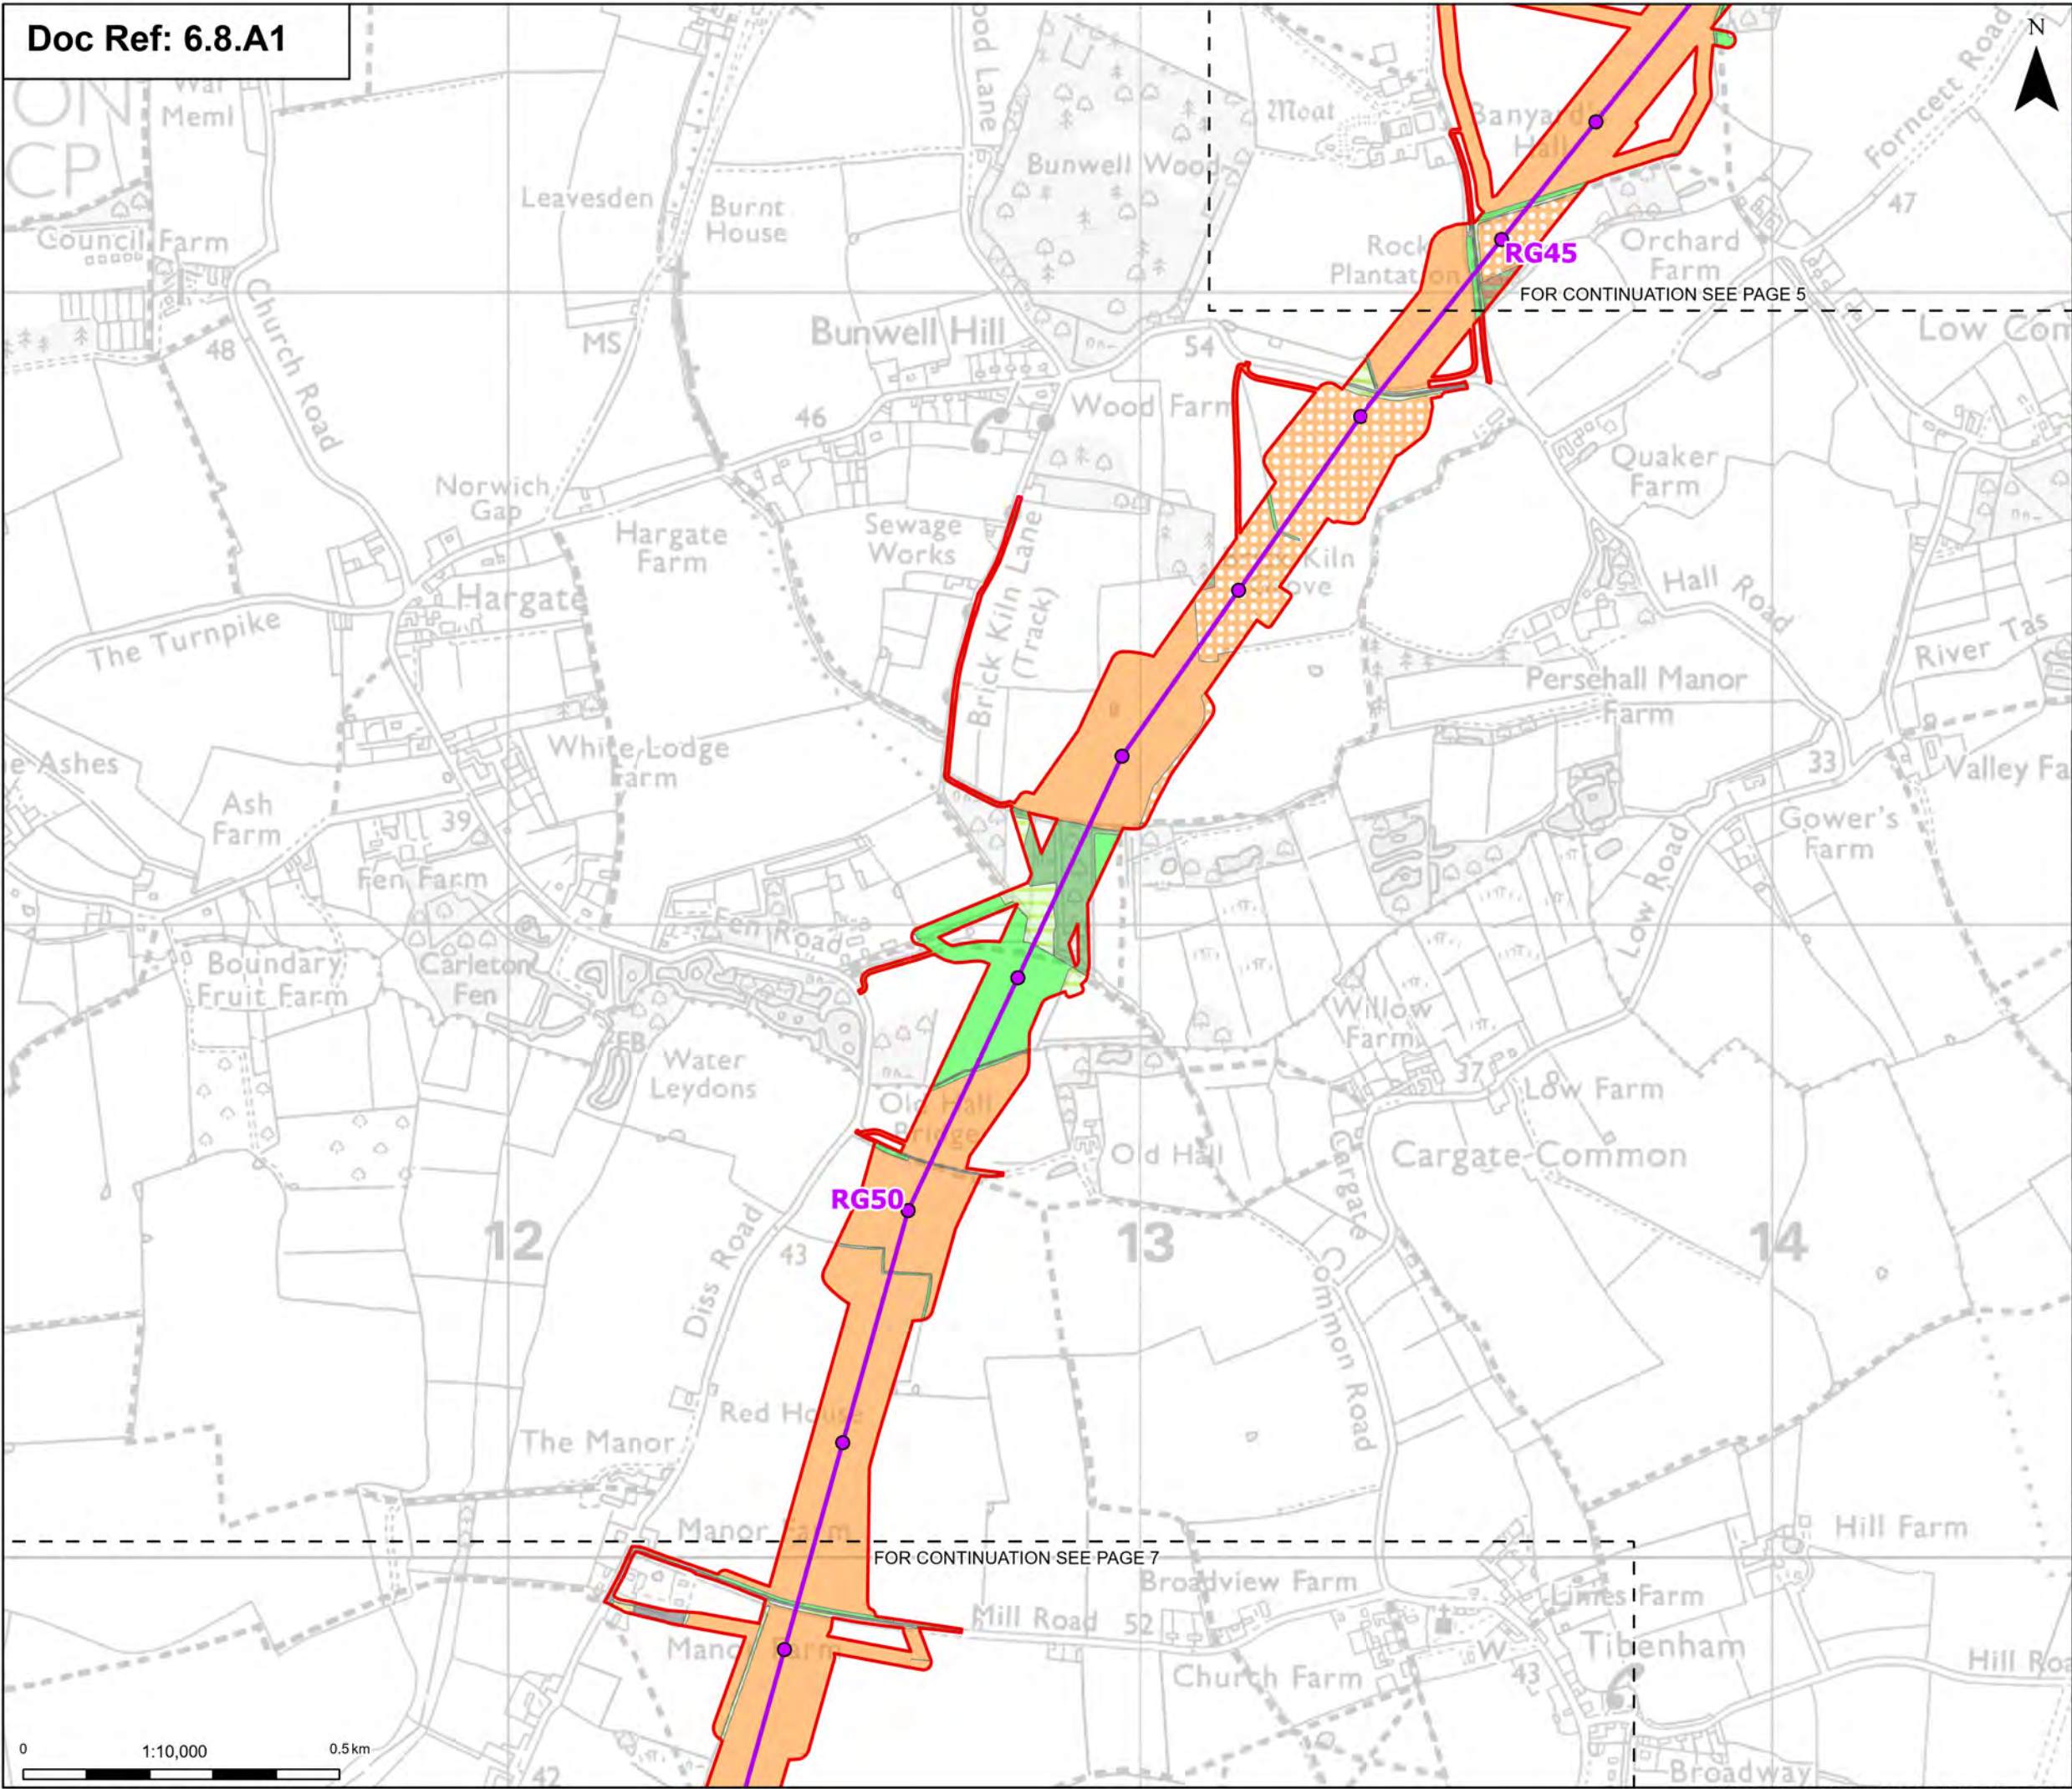 Doc Ref: 6.8.A1
N
ON
CP
War
Meml
Council Farm
48
Church Road
Leavesden
Burnt
House
MS
Bunwell Wood
Moat
Banyard's
Hall
Forncett Road
47
Rock
Plantation
RG45
Orchard
Farm
FOR CONTINUATION SEE PAGE 5
Low Com
Bunwell Hill
54
46
Wood Farm
Norwich
Gap
Hargate
Farm
Sewage
Works
Quaker
Farm
Kiln
Hargate
The Turnpike
Brick Kiln Lane
(Track)
Hall Road
River Tas
Persehall Manor
Farm
White Lodge
Farm
e Ashes
Ash
Farm
39
33
Valley Fa
Gower's
Farm
Fen Farm
Fen Road
Low Road
Boundary
Fruit Farm
Carleton
Fen
FB
Water
Leydons
Willow
Farm
37
Low Farm
Old Hall
Bridge
Old Hall
Cargate
Cargate Common
RG50
12
13
14
43
Diss Road
Common Road
Red House
The Manor
Manor Farm
FOR CONTINUATION SEE PAGE 7
Hill Farm
Broadview Farm
Limes Farm
Mill Road
52
Manor Farm
Tibenham
W
43
Church Farm
Hill Roa
0
1:10,000
0.5 km
42
Broadway